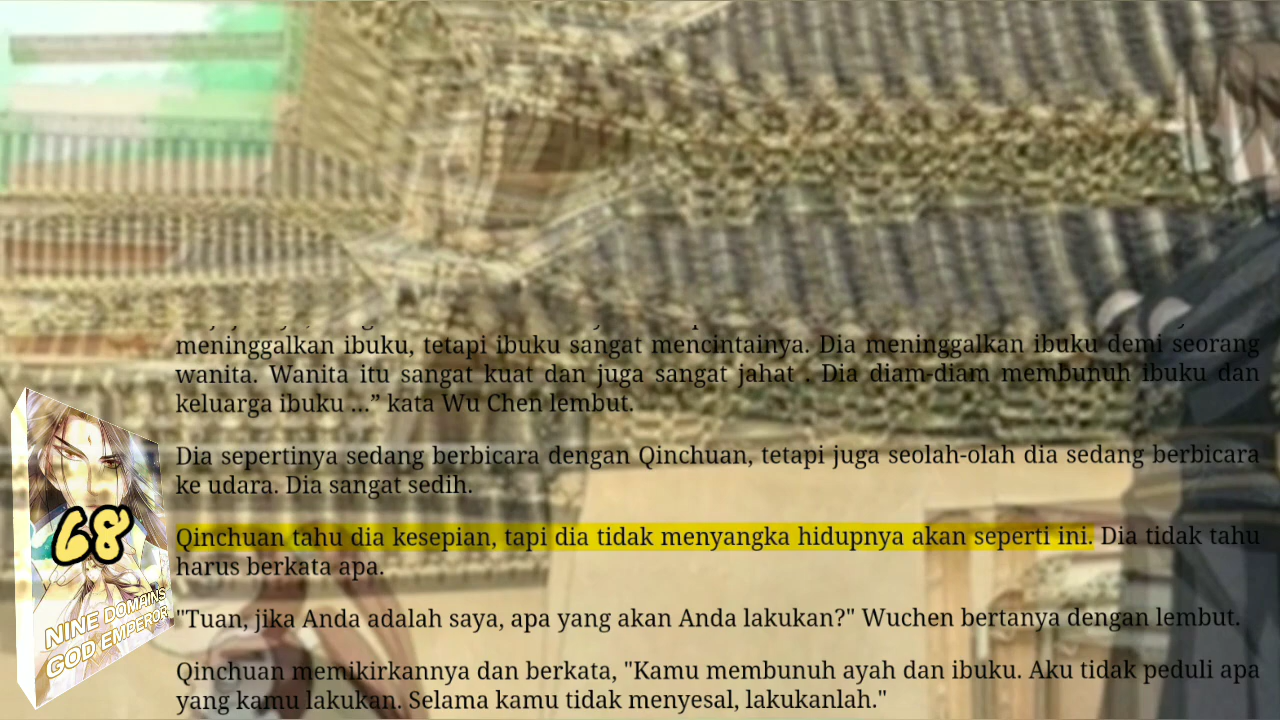 meninggalkan ibuku, tetapi ibuku sangat mencintainya. Dia meninggalkan ibuku demi seorang
wanita. Wanita itu sangat kuat dan juga sangat jahat . Dia diam-diam membunuh ibuku dan
keluarga ibuku ...” kata Wu Chen lembut.
Dia sepertinya sedang berbicara dengan Qinchuan, tetapi juga seolah-olah dia sedang berbicara
ke udara. Dia sangat sedih.
Qinchuan tahu dia kesepian, tapi dia tidak menyangka hidupnya akan seperti ini. Dia tidak tahu
harus berkata apa.
"Tuan, jika Anda adalah saya, apa yang akan Anda lakukan?" Wuchen bertanya dengan lembut.
Qinchuan memikirkannya dan berkata, "Kamu membunuh ayah dan ibuku. Aku tidak peduli apa
yang kamu lakukan. Selama kamu tidak menyesal, lakukanlah."
68
NINE DOMAINS
GOD EMPEROR